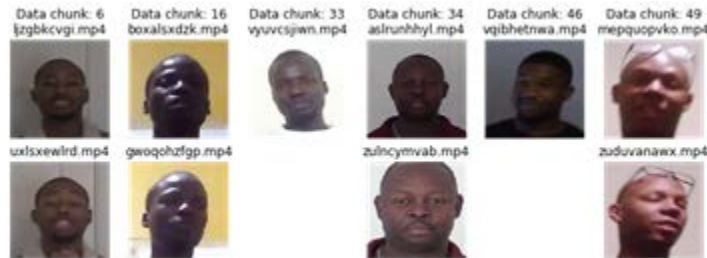 Data chunk: 6 Data chunk: 16 Data chunk: 33 Data chunk: 34 Data chunk: 46 Data chunk: 49
ljzgbkcvgi.mp4 boxalsxdzk.mp4 vyuvcsjiwn.mp4 aslrunhhyl.mp4 vqibhetnwa.mp4 mepquopvko.mp4
uxlsxewlrd.mp4 gwoqohzfgp.mp4 zulncymvab.mp4 zuduvanawx.mp4